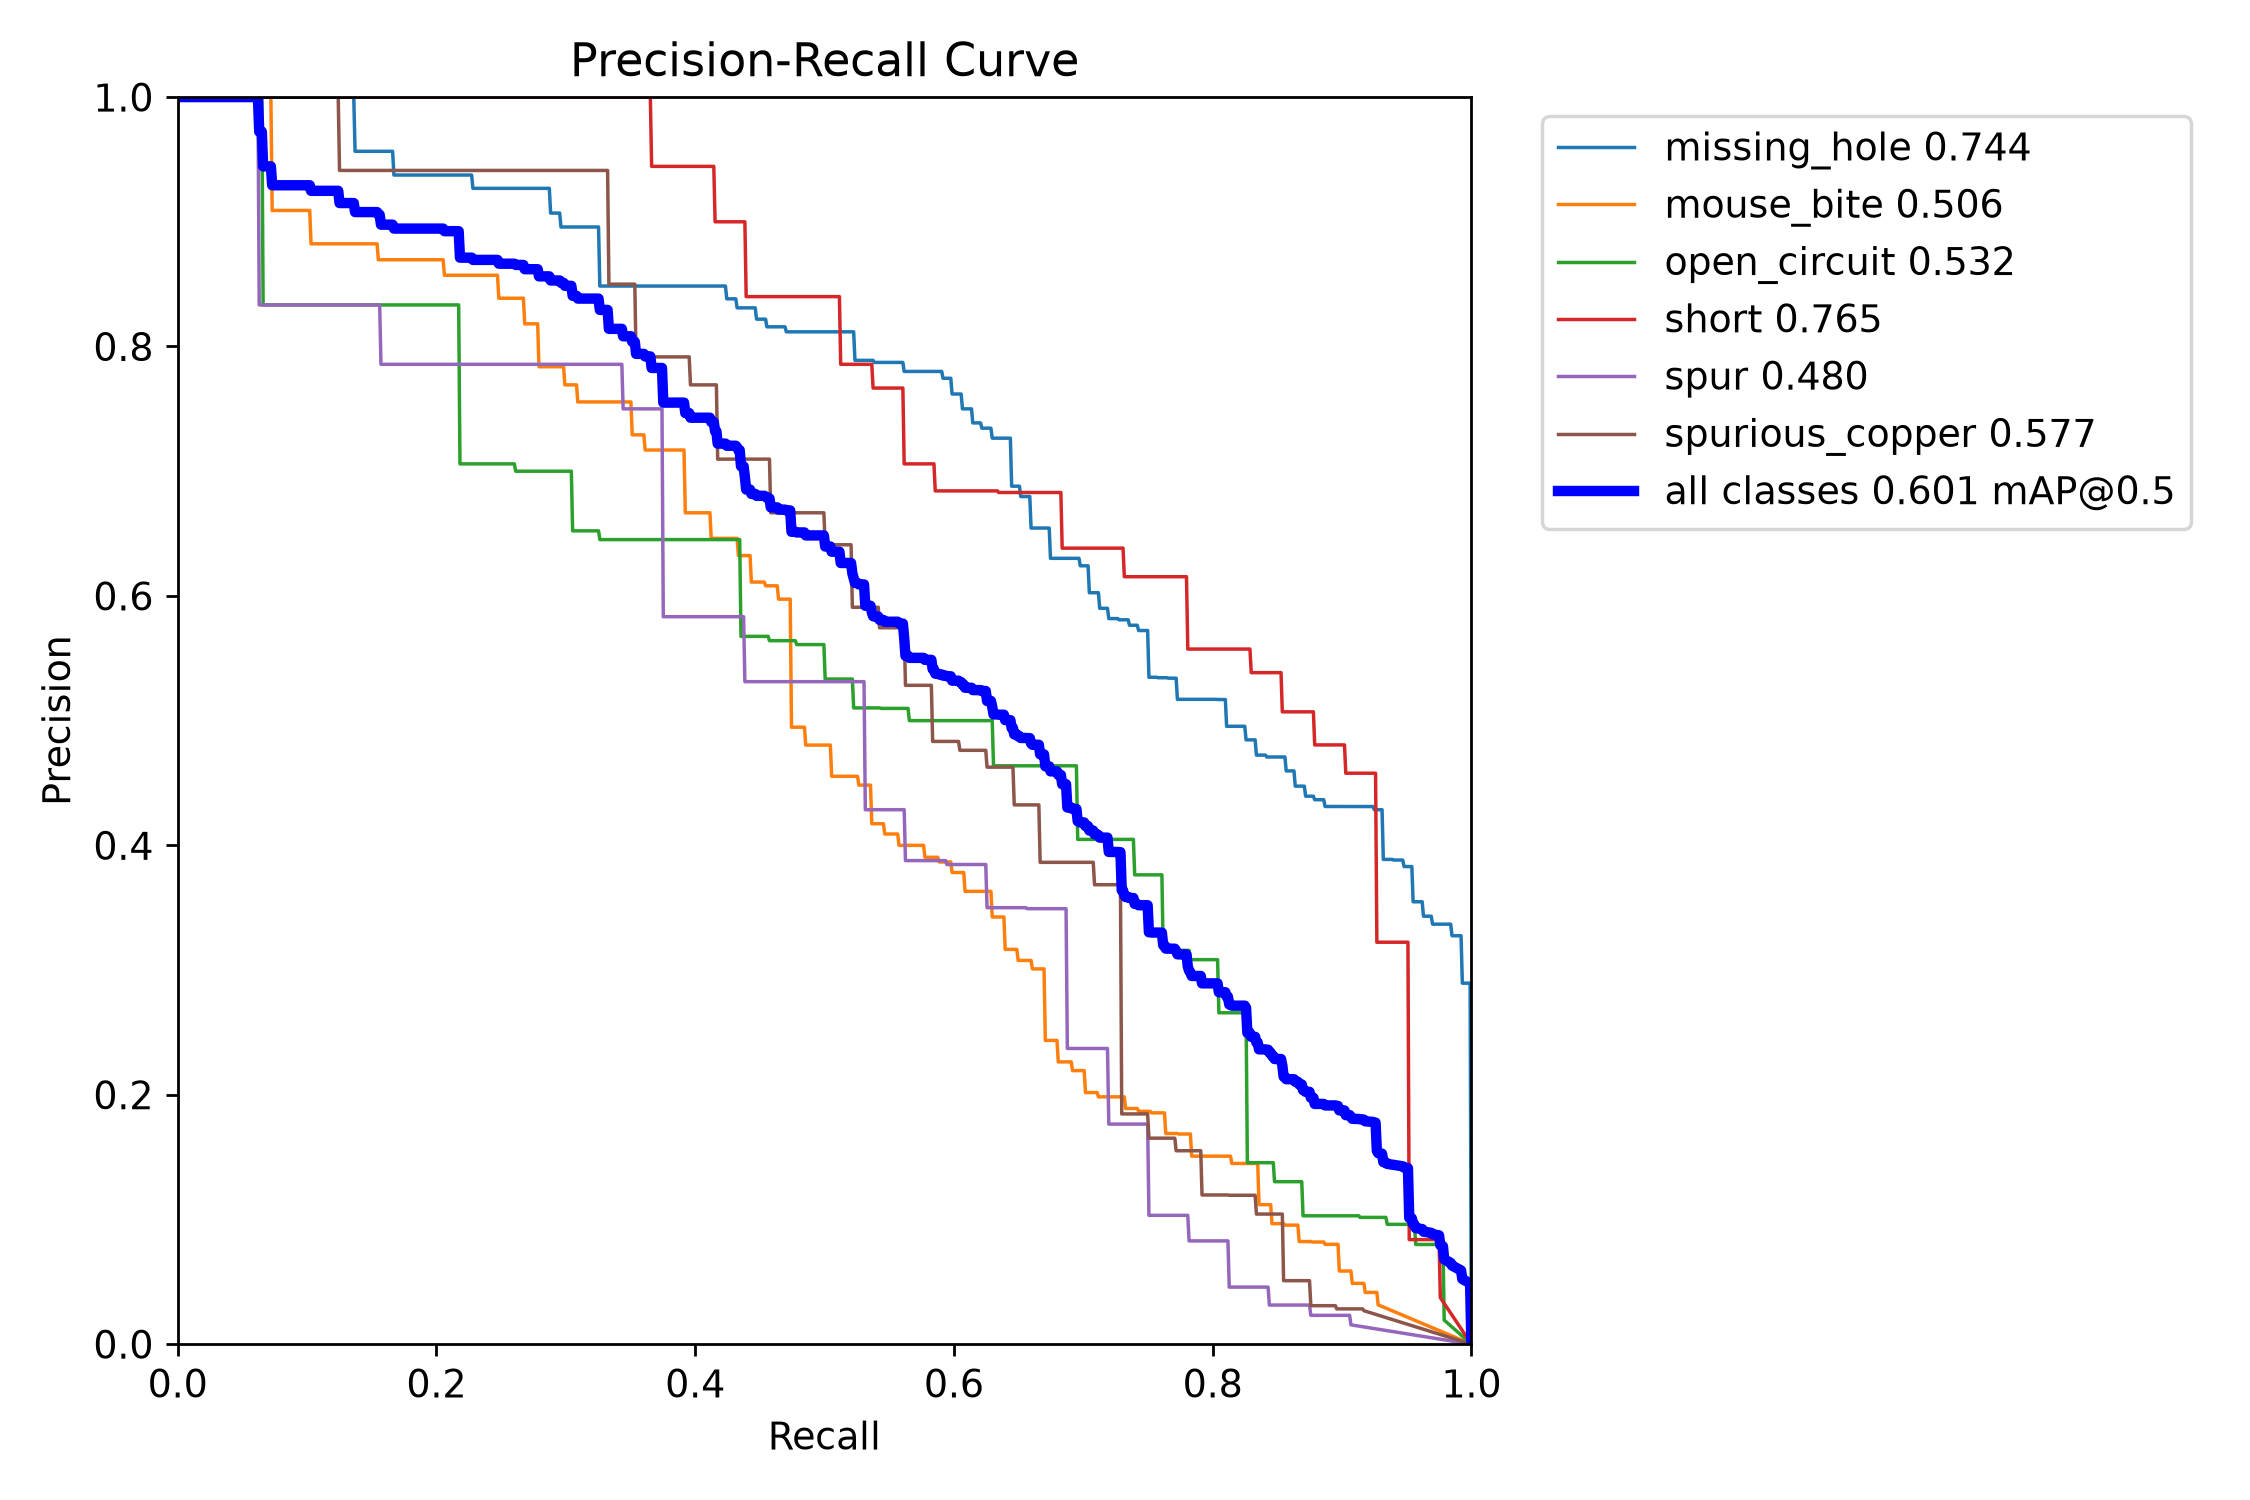 Precision-Recall Curve
1.0
0.8
0.6
0.4
0.2
0.0
Precision
0.0 0.2 0.4 0.6 0.8 1.0
Recall
missing_hole 0.744
mouse_bite 0.506
open_circuit 0.532
short 0.765
spur 0.480
spurious_copper 0.577
all classes 0.601 mAP@0.5